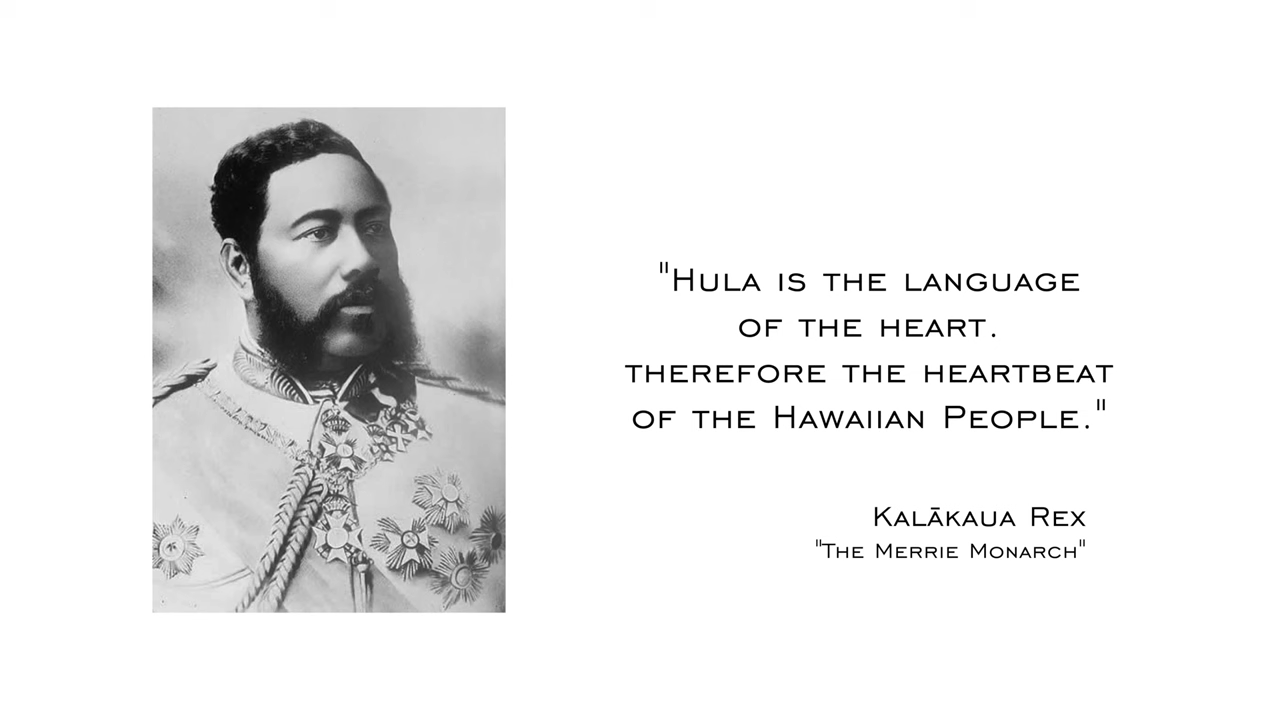 "Hula is the language
of the heart.
therefore the heartbeat
of the Hawaiian People."
Kalākaua Rex
"The Merrie Monarch"